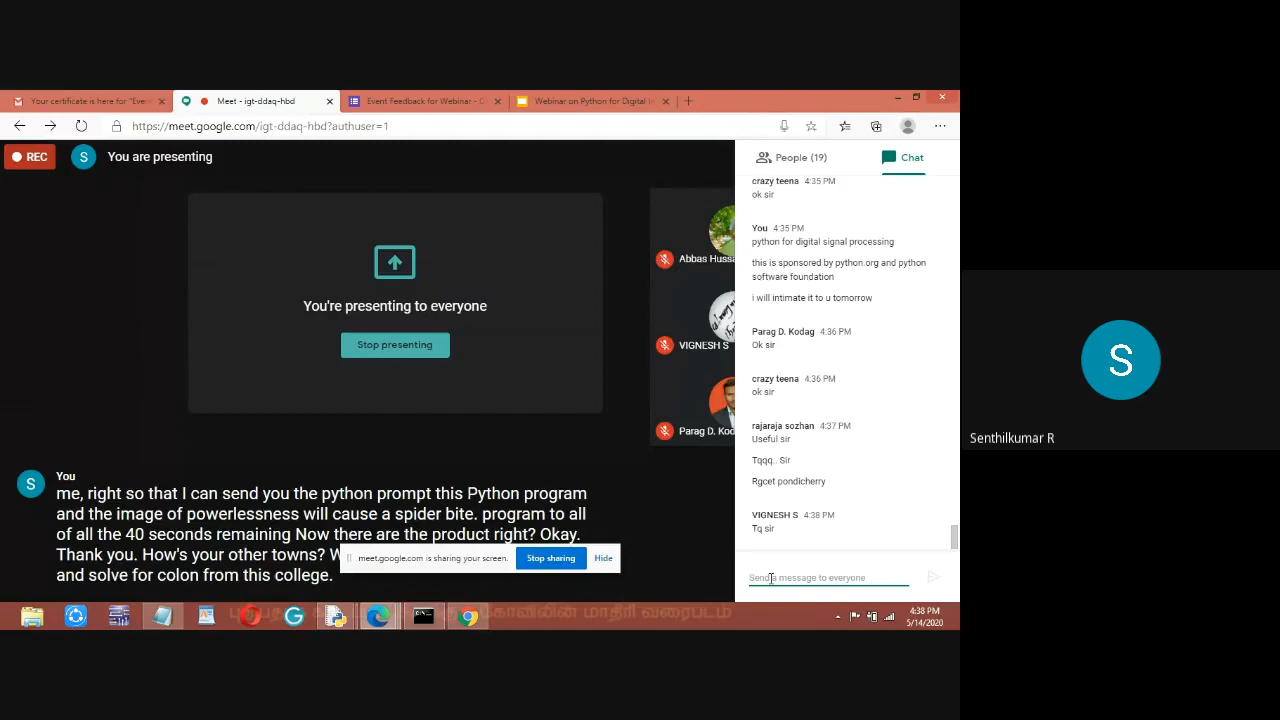 Your certificate is here for "Even
Meet - igt-ddaq-hbd
Event Feedback for Webinar -
Webinar on Python for Digital I
https://meet.google.com/igt-ddaq-hbd?authuser=1
REC
S
You are presenting
You're presenting to everyone
Stop presenting
Abbas Hussa
VIGNESH S
Parag D. Kod
S
You
me, right so that I can send you the python prompt this Python program
and the image of powerlessness will cause a spider bite. program to all
of all the 40 seconds remaining Now there are the product right? Okay.
Thank you. How's your other towns? W
and solve for colon from this college.
meet.google.com is sharing your screen.
Stop sharing
Hide
People (19)
Chat
crazy teena 4:35 PM
ok sir
You 4:35 PM
python for digital signal processing
this is sponsored by python.org and python
software foundation
i will intimate it to u tomorrow
Parag D. Kodag 4:36 PM
Ok sir
crazy teena 4:36 PM
ok sir
rajaraja sozhan 4:37 PM
Useful sir
Tqqq.. Sir
Rgcet pondicherry
VIGNESH S 4:38 PM
Tq sir
Send a message to everyone
கோவிலின் மாதிரி வரைபடம்
4:38 PM
5/14/2020
S
Senthilkumar R